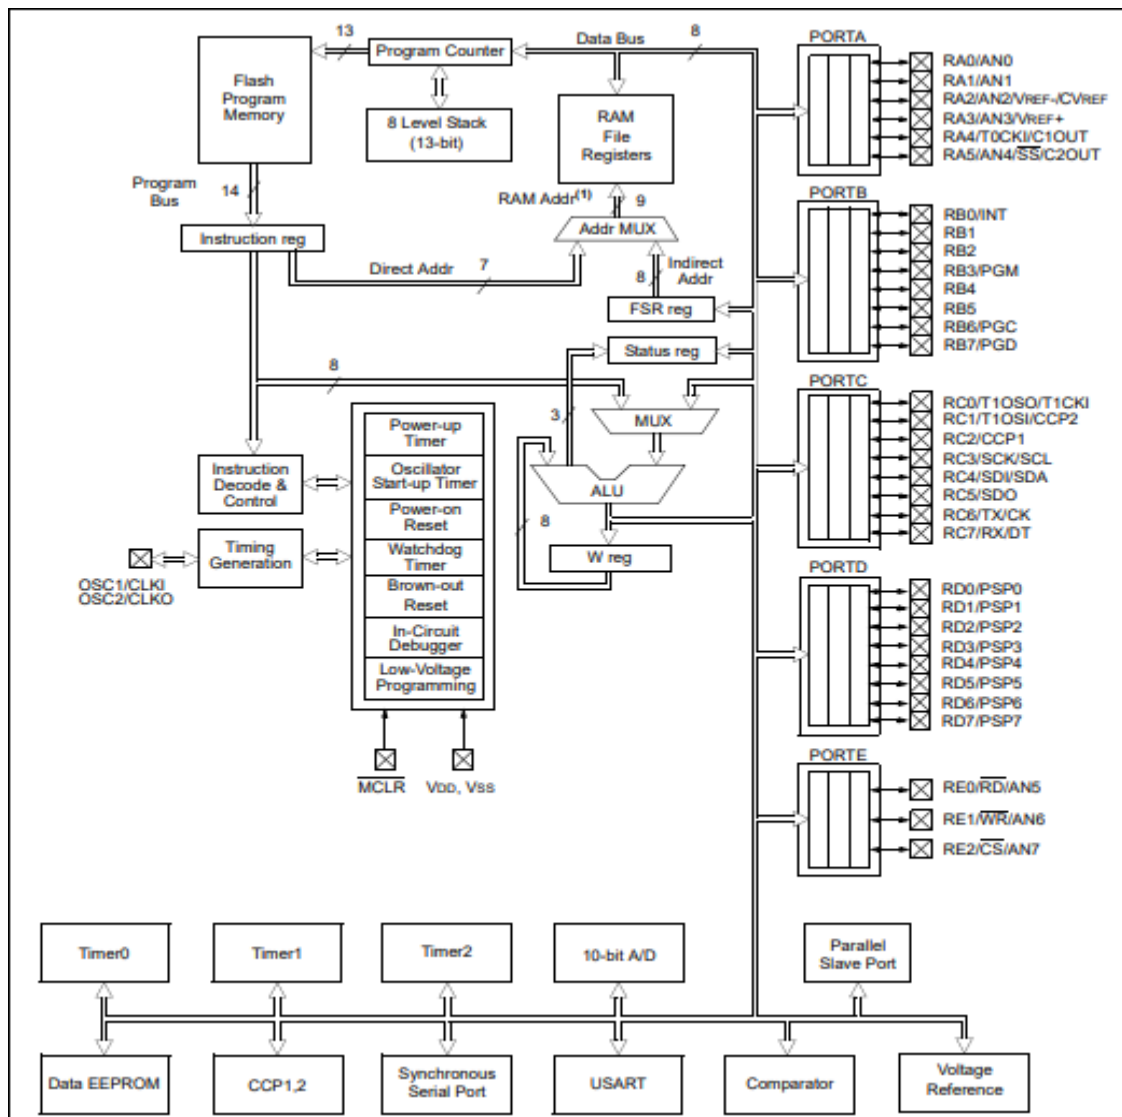 13
Program Counter
Data Bus
8
PORTA
Flash
Program
Memory
8 Level Stack
(13-bit)
RAM
File
Registers
RA0/AN0
RA1/AN1
RA2/AN2/VREF-/CVREF
RA3/AN3/VREF+
RA4/T0CKI/C1OUT
RA5/AN4/SS/C2OUT
Program
Bus
14
RAM Addr(1)
9
PORTB
Instruction reg
Addr MUX
Direct Addr
7
8
Indirect
Addr
FSR reg
RB0/INT
RB1
RB2
RB3/PGM
RB4
RB5
RB6/PGC
RB7/PGD
Status reg
8
3
MUX
PORTC
RC0/T1OSO/T1CKI
RC1/T1OSI/CCP2
RC2/CCP1
RC3/SCK/SCL
RC4/SDI/SDA
RC5/SDO
RC6/TX/CK
RC7/RX/DT
Power-up
Timer
Oscillator
Start-up Timer
Power-on
Reset
Watchdog
Timer
Brown-out
Reset
In-Circuit
Debugger
Low-Voltage
Programming
Instruction
Decode &
Control
Timing
Generation
OSC1/CLKI
OSC2/CLKO
ALU
8
W reg
MCLR
VDD, VSS
PORTD
RD0/PSP0
RD1/PSP1
RD2/PSP2
RD3/PSP3
RD4/PSP4
RD5/PSP5
RD6/PSP6
RD7/PSP7
PORTE
RE0/RD/AN5
RE1/WR/AN6
RE2/CS/AN7
Timer0
Timer1
Timer2
10-bit A/D
Parallel
Slave Port
Data EEPROM
CCP1,2
Synchronous
Serial Port
USART
Comparator
Voltage
Reference